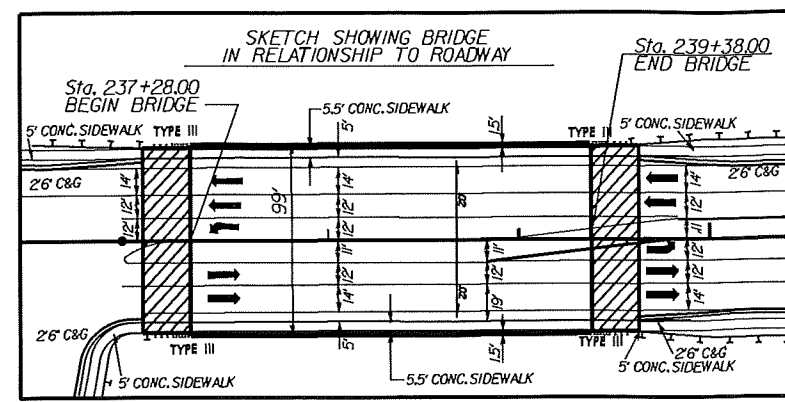 SKETCH SHOWING BRIDGE
IN RELATIONSHIP TO ROADWAY
Sta. 237+28.00
BEGIN BRIDGE
Sta. 239+38.00
END BRIDGE
5' CONC. SIDEWALK
TYPE III
5.5' CONC. SIDEWALK
5'
1.5'
TYPE III
5' CONC. SIDEWALK
2'6" C&G
14'
12'
12'
99'
14'
12'
12'
11'
12'
14'
5'
11'
12'
19'
1.5'
2'6" C&G
14'
12'
11'
12'
14'
2'6" C&G
TYPE III
5' CONC. SIDEWALK
5.5' CONC. SIDEWALK
TYPE III
2'6" C&G
5' CONC. SIDEWALK